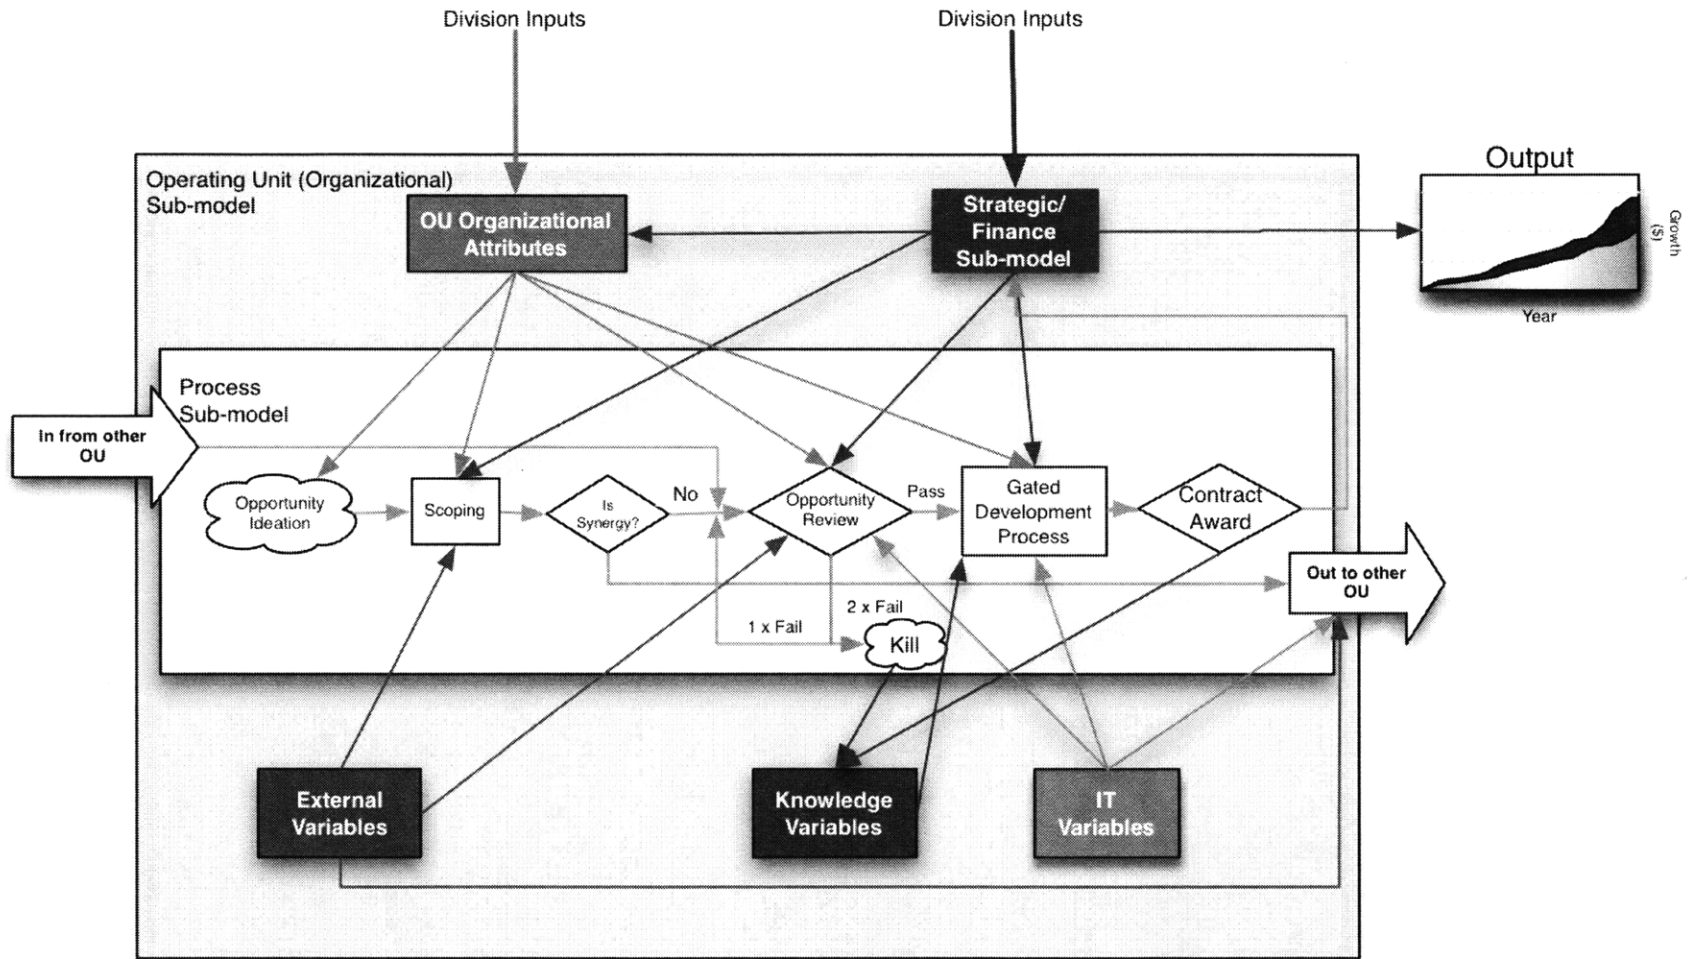 Division Inputs
Division Inputs
Operating Unit (Organizational)
Sub-model
OU Organizational
Attributes
Strategic/
Finance
Sub-model
Output
Growth
($)
Year
Process
Sub-model
In from other
OU
Opportunity
Ideation
Scoping
Is
Synergy?
No
Opportunity
Review
Pass
Gated
Development
Process
Contract
Award
Out to other
OU
1 x Fail
2 x Fail
Kill
External
Variables
Knowledge
Variables
IT
Variables